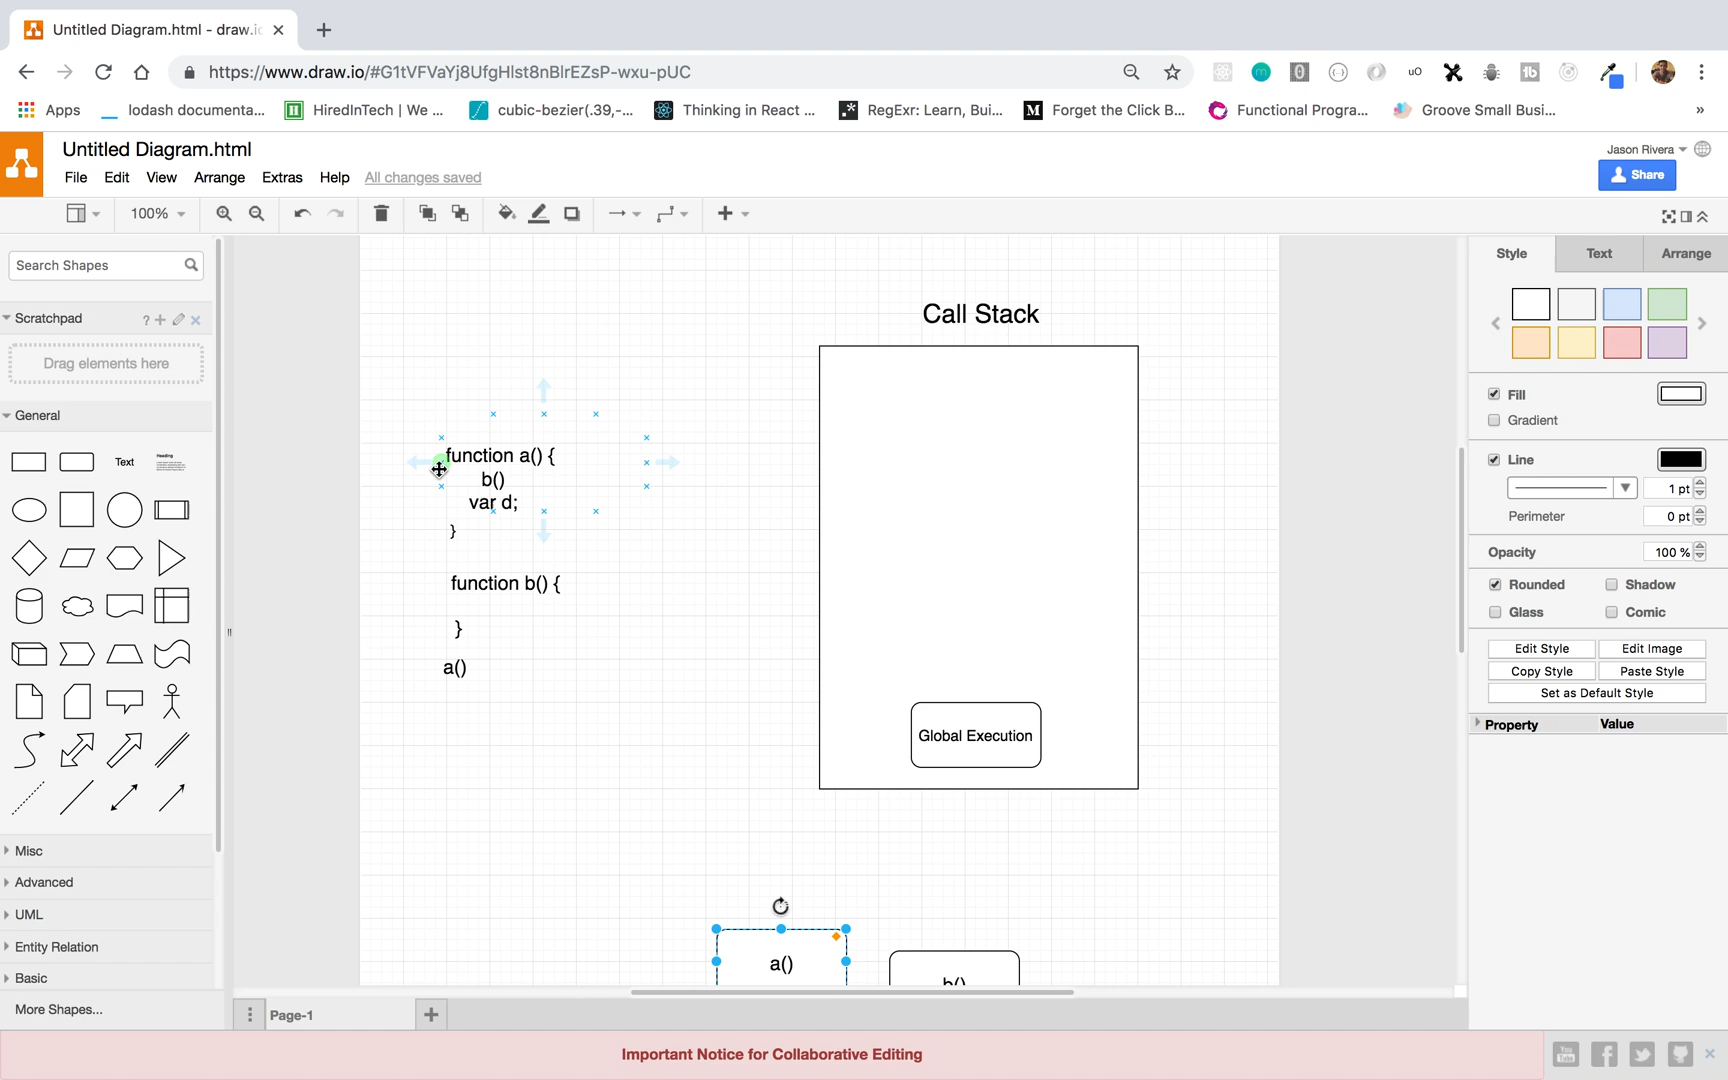 Untitled Diagram.html - draw.io
https://www.draw.io/#G1tVFVaYj8UfgHlst8nBlrEZsP-wxu-pUC
Apps
lodash documenta...
HiredInTech | We ...
cubic-bezier(.39,-...
Thinking in React ...
RegExr: Learn, Bui...
Forget the Click B...
Functional Progra...
Groove Small Busi...
»
Untitled Diagram.html
Jason Rivera
File Edit View Arrange Extras Help All changes saved
Share
100%
Search Shapes
Style Text Arrange
Scratchpad
?
Drag elements here
General
Text
Heading
Call Stack
function a() {
b()
var d;
}
function b() {
}
a()
Global Execution
a()
b()
Fill
Gradient
Line
1 pt
Perimeter
0 pt
Opacity
100 %
Rounded
Shadow
Glass
Comic
Edit Style
Edit Image
Copy Style
Paste Style
Set as Default Style
Property Value
Misc
Advanced
UML
Entity Relation
Basic
More Shapes...
Page-1
Important Notice for Collaborative Editing
You
Tube